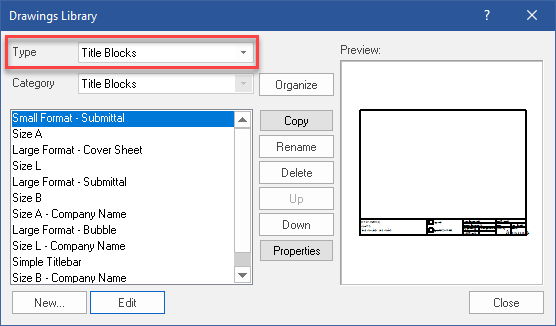 Drawings Library
? ×
Type Title Blocks
Preview:
Category Title Blocks
Organize
Small Format - Submittal
Size A
Large Format - Cover Sheet
Size L
Large Format - Submittal
Size B
Size A - Company Name
Large Format - Bubble
Size L - Company Name
Simple Titlebar
Size B - Company Name
Copy
Rename
Delete
Up
Down
Properties
New...
Edit
Close